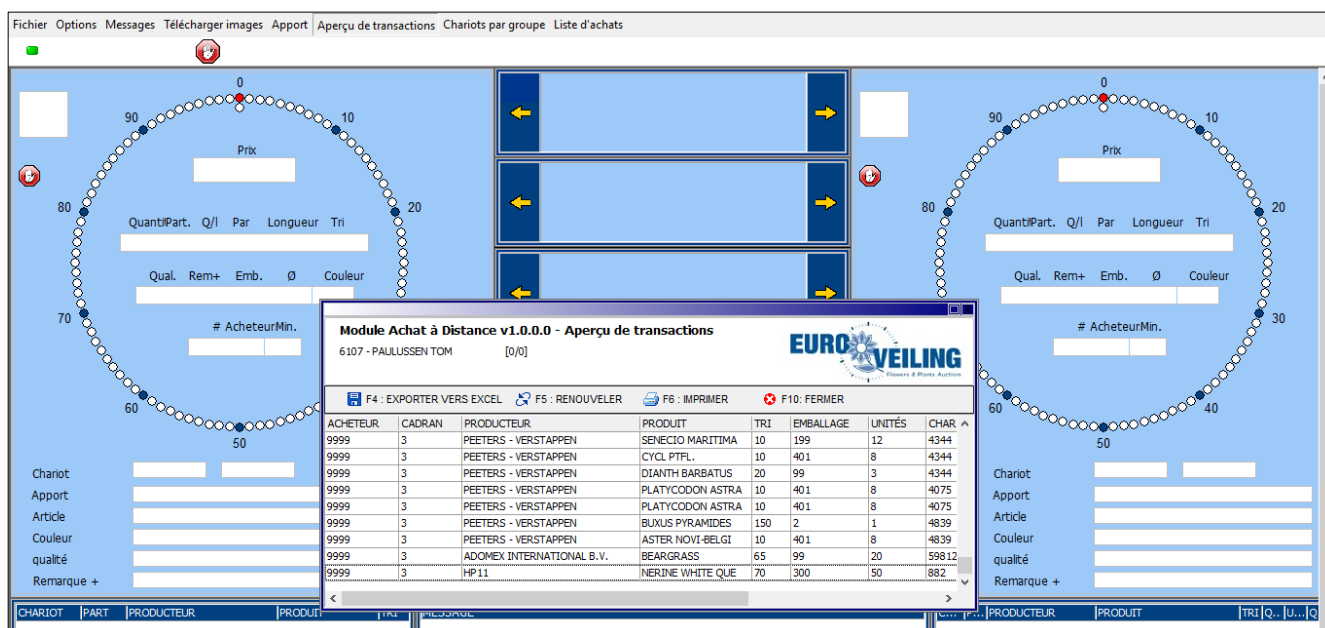 Fichier Options Messages Télécharger images Apport Aperçu de transactions Chariots par groupe Liste d'achats
0
90 10
Prix
80 20
Quanti Part. Q/l Par Longueur Tri
Qual. Rem+ Emb. Ø Couleur
70
# AcheteurMin.
60
50
Chariot
Apport
Article
Couleur
qualité
Remarque +
CHARIOT PART PRODUCTEUR PRODUIT TRI
MESSAGE
0
90 10
Prix
80 20
Quanti Part. Q/l Par Longueur Tri
Qual. Rem+ Emb. Ø Couleur
30
# AcheteurMin.
60 40
50
Chariot
Apport
Article
Couleur
qualité
Remarque +
C... P... PRODUCTEUR PRODUIT TRI Q... U... Q
Module Achat à Distance v1.0.0.0 - Aperçu de transactions
6107 - PAULUSSEN TOM [0/0]
EURO VEILING
Flowers & Plants Auction
F4 : EXPORTER VERS EXCEL F5 : RENOUVELER F6 : IMPRIMER F10: FERMER
ACHETEUR CADRAN PRODUCTEUR PRODUIT TRI EMBALLAGE UNITÉS CHAR
9999 3 PEETERS - VERSTAPPEN SENECIO MARITIMA 10 199 12 4344
9999 3 PEETERS - VERSTAPPEN CYCL PTFL. 10 401 8 4344
9999 3 PEETERS - VERSTAPPEN DIANTH BARBATUS 20 99 3 4344
9999 3 PEETERS - VERSTAPPEN PLATYCODON ASTRA 10 401 8 4075
9999 3 PEETERS - VERSTAPPEN PLATYCODON ASTRA 10 401 8 4075
9999 3 PEETERS - VERSTAPPEN BUXUS PYRAMIDES 150 2 1 4839
9999 3 PEETERS - VERSTAPPEN ASTER NOVI-BELGI 10 401 8 4839
9999 3 ADOMEX INTERNATIONAL B.V. BEARGRASS 65 99 20 59812
9999 3 HP11 NERINE WHITE QUE 70 300 50 882